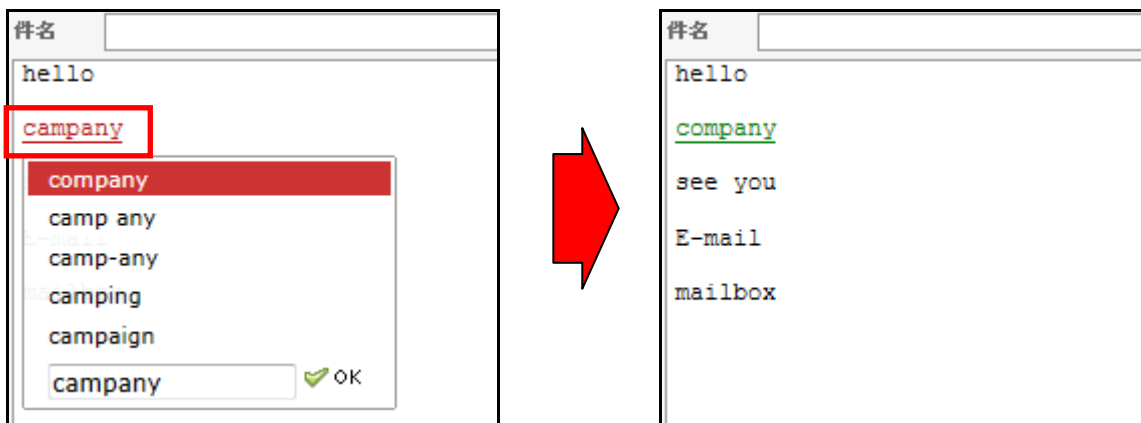 件名
hello
campany
company
camp any
E-mail
camp-any
camping
campaign
campany
OK
件名
hello
company
see you
E-mail
mailbox